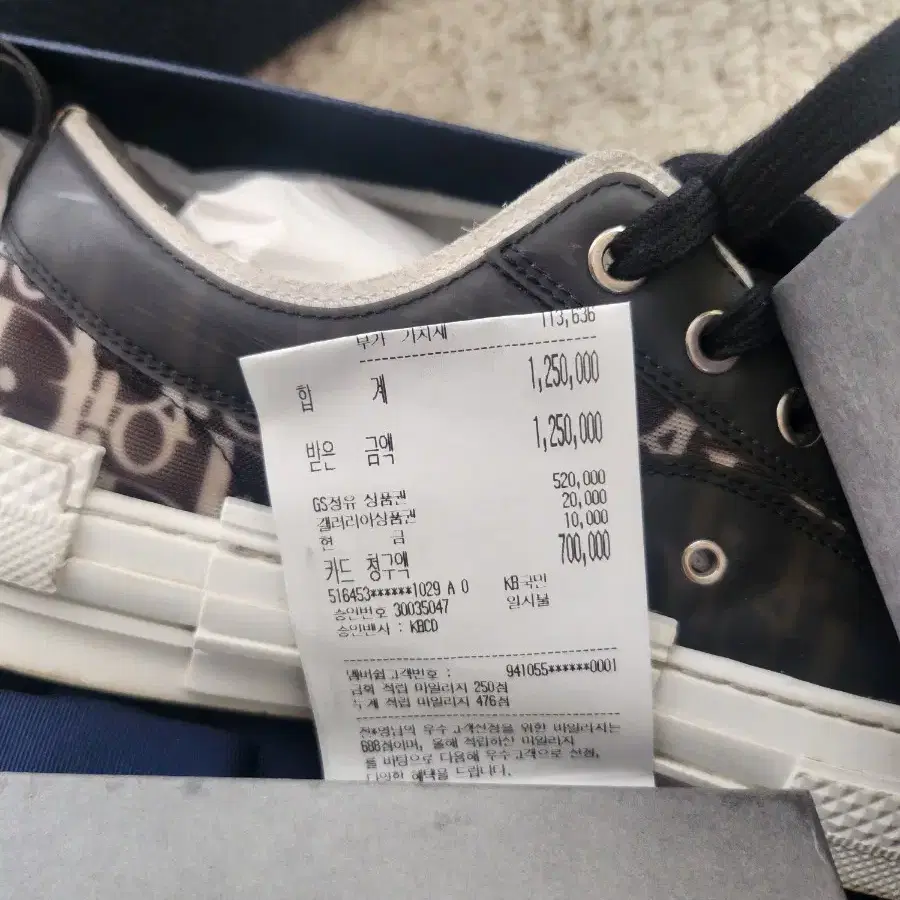 부가 가치세 113,636
합 계 1,250,000
받은 금액 1,250,000
GS정유 상품권 520,000
갤러리아상품권 20,000
현 금 10,000
카드 청구액 700,000
516453******1029 A 0 KB국민
승인번호 30035047 일시불
승인밴사 : KBCD
멤버쉽고객번호 : 941055******0001
금회 적립 마일리지 250점
누계 적립 마일리지 476점
전*영님의 우수 고객선정을 위한 마일리지는
688점이며, 올해 적립하신 마일리지
를 바탕으로 다음해 우수고객으로 선정,
다양한 혜택을 드립니다.